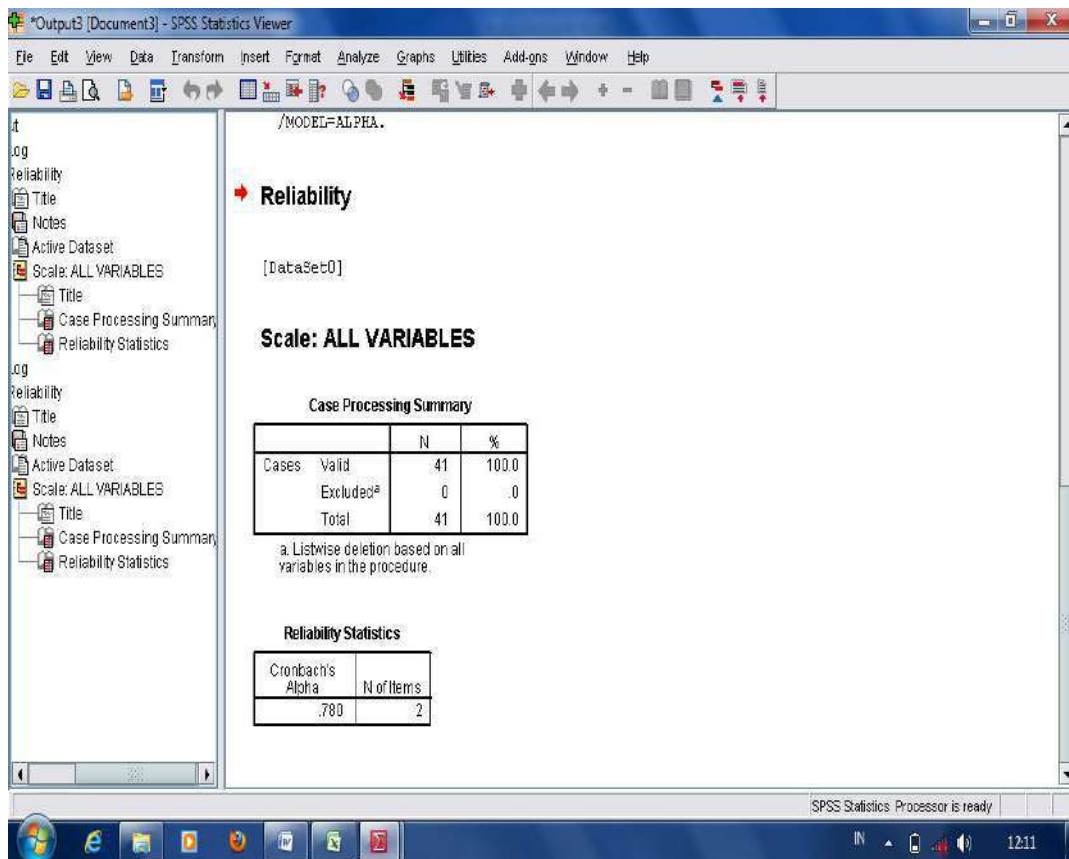 *Output3 [Document3] - SPSS Statistics Viewer
File Edit View Data Transform Insert Format Analyze Graphs Utilities Add-ons Window Help
ut
Log
Reliability
Title
Notes
Active Dataset
Scale: ALL VARIABLES
Title
Case Processing Summary
Reliability Statistics
Log
Reliability
Title
Notes
Active Dataset
Scale: ALL VARIABLES
Title
Case Processing Summary
Reliability Statistics
/MODEL=ALPHA.
Reliability
[DataSet0]
Scale: ALL VARIABLES
Case Processing Summary
N %
Cases Valid 41 100.0
Excludedª 0 .0
Total 41 100.0
a. Listwise deletion based on all
variables in the procedure.
Reliability Statistics
Cronbach's
Alpha N of Items
.780 2
SPSS Statistics Processor is ready
IN 12:11